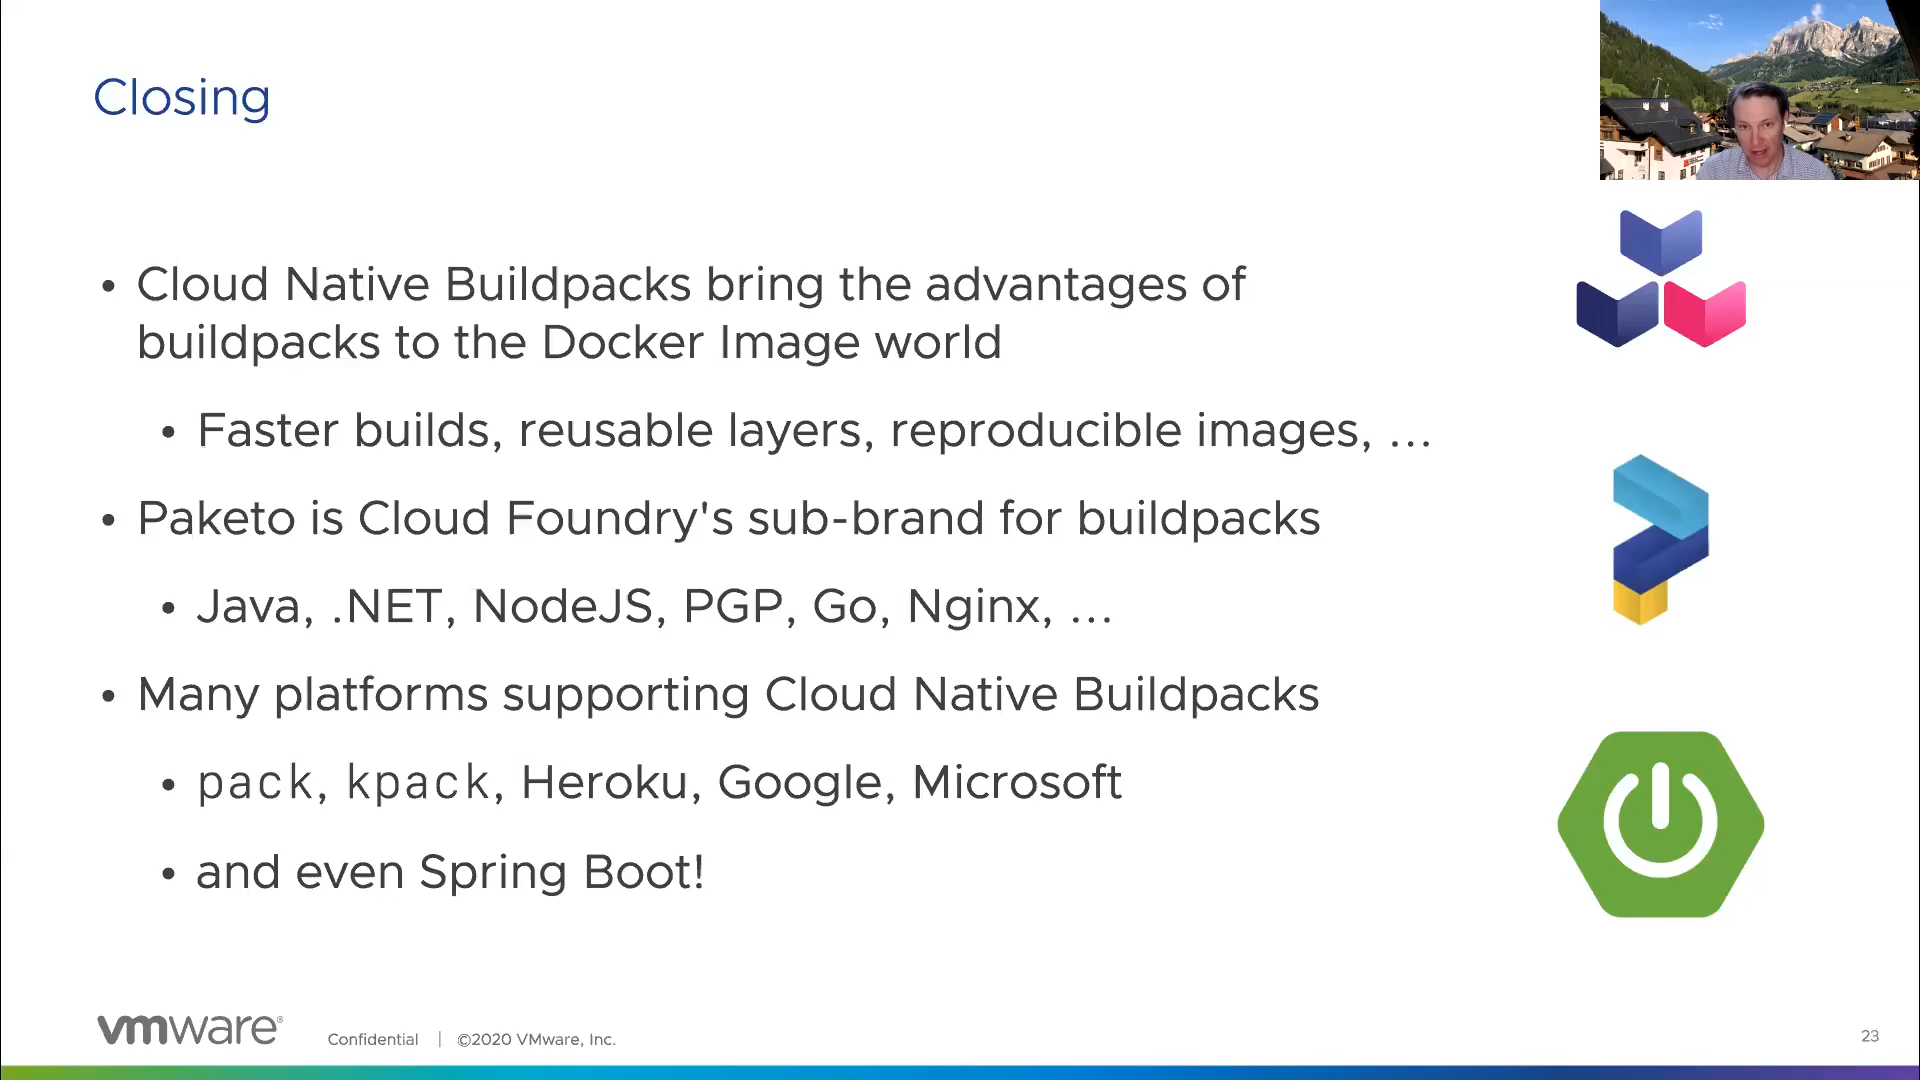 Closing
• Cloud Native Buildpacks bring the advantages of
buildpacks to the Docker Image world
• Faster builds, reusable layers, reproducible images, ...
• Paketo is Cloud Foundry's sub-brand for buildpacks
• Java, .NET, NodeJS, PGP, Go, Nginx, ...
• Many platforms supporting Cloud Native Buildpacks
• pack, kpack, Heroku, Google, Microsoft
• and even Spring Boot!
vmware®
Confidential | ©2020 VMware, Inc.
23